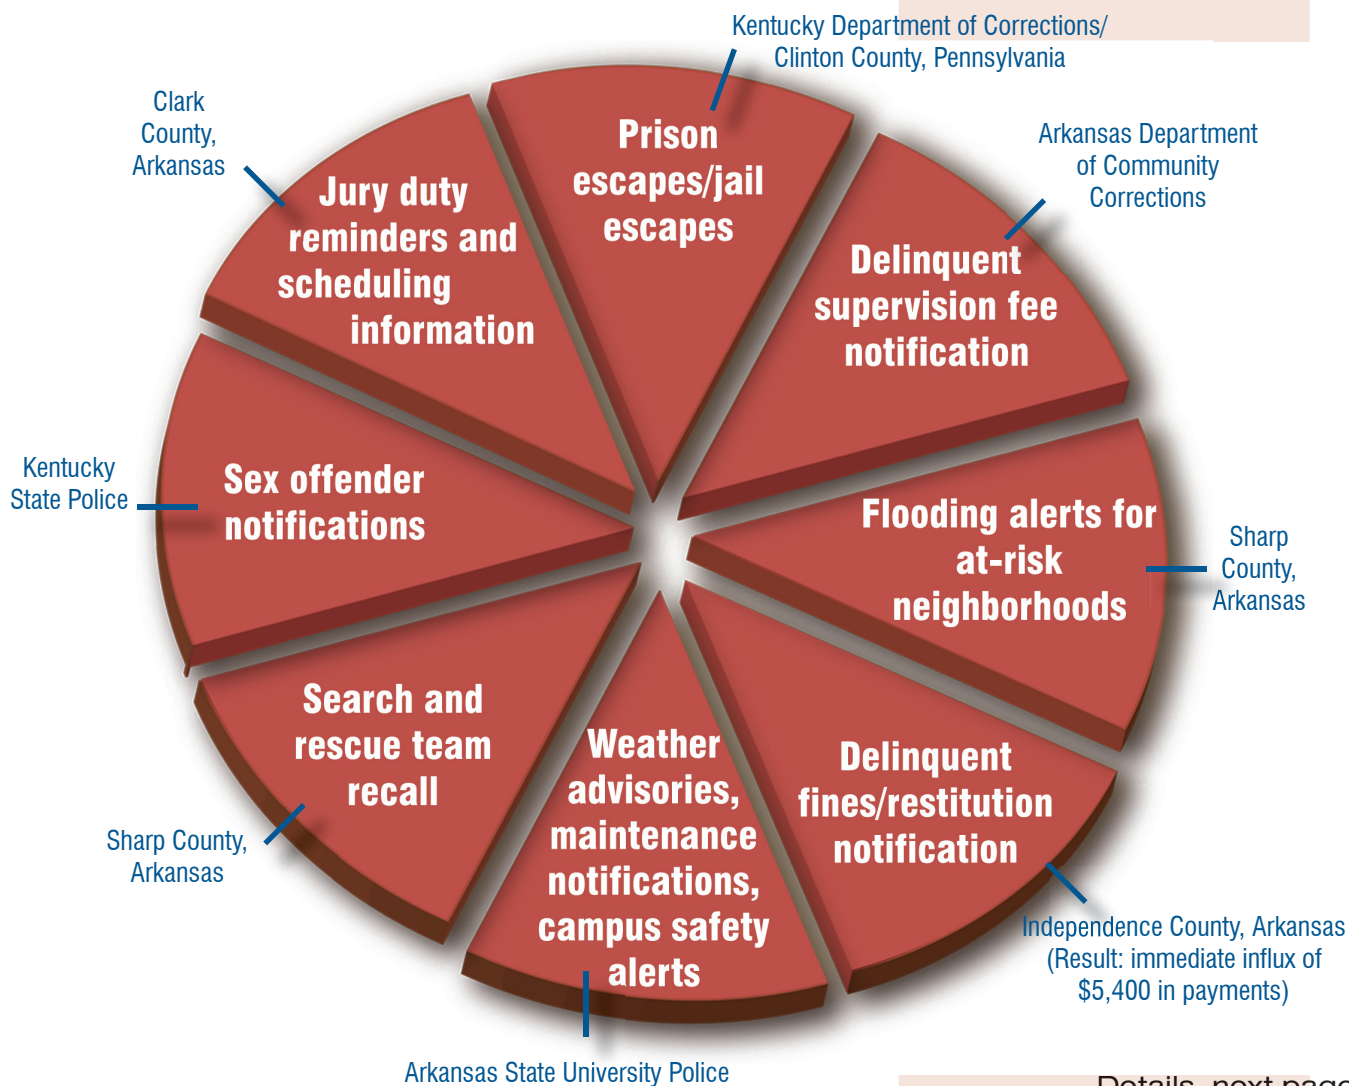 Kentucky Department of Corrections/
Clinton County, Pennsylvania
Prison
escapes/jail
escapes
Arkansas Department
of Community
Corrections
Delinquent
supervision fee
notification
Flooding alerts for
at-risk
neighborhoods
Sharp
County,
Arkansas
Delinquent
fines/restitution
notification
Independence County, Arkansas
(Result: immediate influx of
$5,400 in payments)
Weather
advisories,
maintenance
notifications,
campus safety
alerts
Arkansas State University Police
Search and
rescue team
recall
Sharp County,
Arkansas
Sex offender
notifications
Kentucky
State Police
Jury duty
reminders and
scheduling
information
Clark
County,
Arkansas
Details, next page